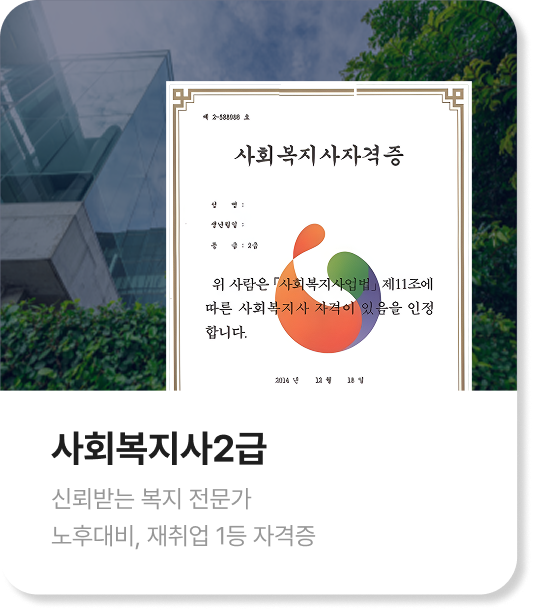 제 2-588986 호
사회복지사자격증
성 명 :
생년월일 :
등 급 : 2급
위 사람은 「사회복지사업법」 제11조에
따른 사회복지사 자격이 있음을 인정
합니다.
2014 년 12 월 18 일
사회복지사2급
신뢰받는 복지 전문가
노후대비, 재취업 1등 자격증